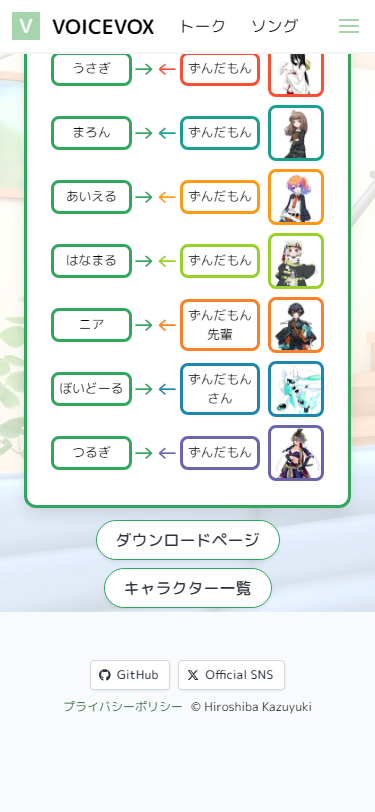 V VOICEVOX トーク ソング
うさぎ → ← ずんだもん
まろん → ← ずんだもん
あいえる → ← ずんだもん
はなまる → ← ずんだもん
ニア → ← ずんだもん
先輩
ぼいどーる → ← ずんだもん
さん
つるぎ → ← ずんだもん
ダウンロードページ
キャラクター一覧
GitHub Official SNS
プライバシーポリシー © Hiroshiba Kazuyuki